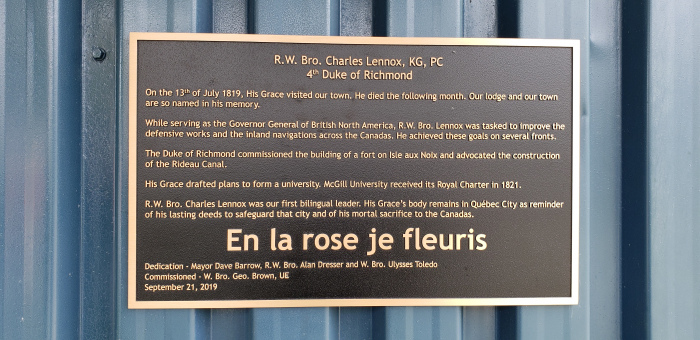 R.W. Bro. Charles Lennox, KG, PC
4th Duke of Richmond
On the 13th of July 1819, His Grace visited our town. He died the following month. Our lodge and our town
are so named in his memory.
While serving as the Governor General of British North America, R.W. Bro. Lennox was tasked to improve the
defensive works and the inland navigations across the Canadas. He achieved these goals on several fronts.
The Duke of Richmond commissioned the building of a fort on Isle aux Noix and advocated the construction
of the Rideau Canal.
His Grace drafted plans to form a university. McGill University received its Royal Charter in 1821.
R.W. Bro. Charles Lennox was our first bilingual leader. His Grace's body remains in Québec City as reminder
of his lasting deeds to safeguard that city and of his mortal sacrifice to the Canadas.
En la rose je fleuris
Dedication - Mayor Dave Barrow, R.W. Bro. Alan Dresser and W. Bro. Ulysses Toledo
Commissioned - W. Bro. Geo. Brown, UE
September 21, 2019